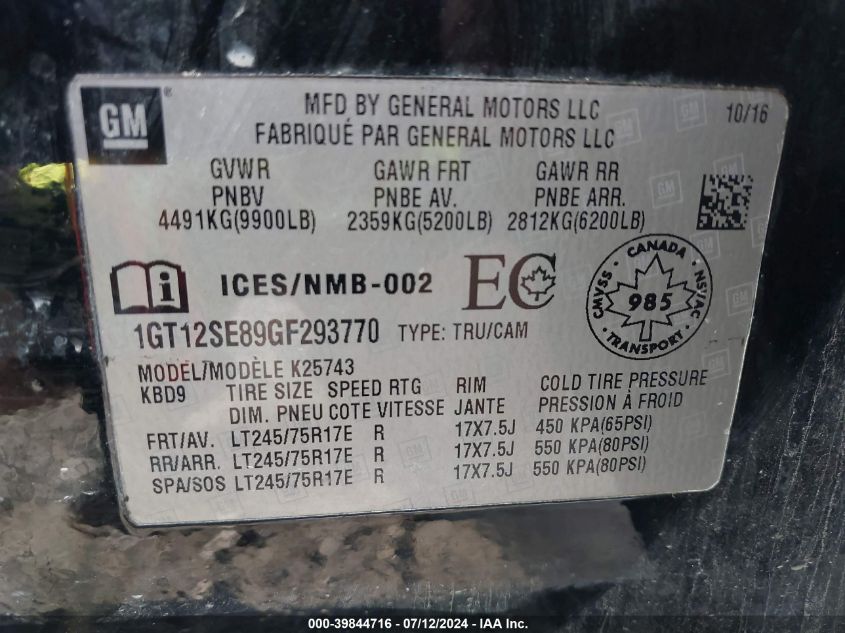 GM®
MFD BY GENERAL MOTORS LLC
10/16
FABRIQUÉ PAR GENERAL MOTORS LLC
GVWR GAWR FRT GAWR RR
PNBV PNBE AV. PNBE ARR.
4491KG(9900LB) 2359KG(5200LB) 2812KG(6200LB)
i ICES/NMB-002 EC
CANADA
CMVSS NSVAC
985
TRANSPORT
1GT12SE89GF293770 TYPE: TRU/CAM
MODEL/MODÈLE K25743
KBD9 TIRE SIZE SPEED RTG RIM COLD TIRE PRESSURE
DIM. PNEU COTE VITESSE JANTE PRESSION À FROID
FRT/AV. LT245/75R17E R 17X7.5J 450 KPA(65PSI)
RR/ARR. LT245/75R17E R 17X7.5J 550 KPA(80PSI)
SPA/SOS LT245/75R17E R 17X7.5J 550 KPA(80PSI)
000-39844716 - 07/12/2024 - IAA Inc.